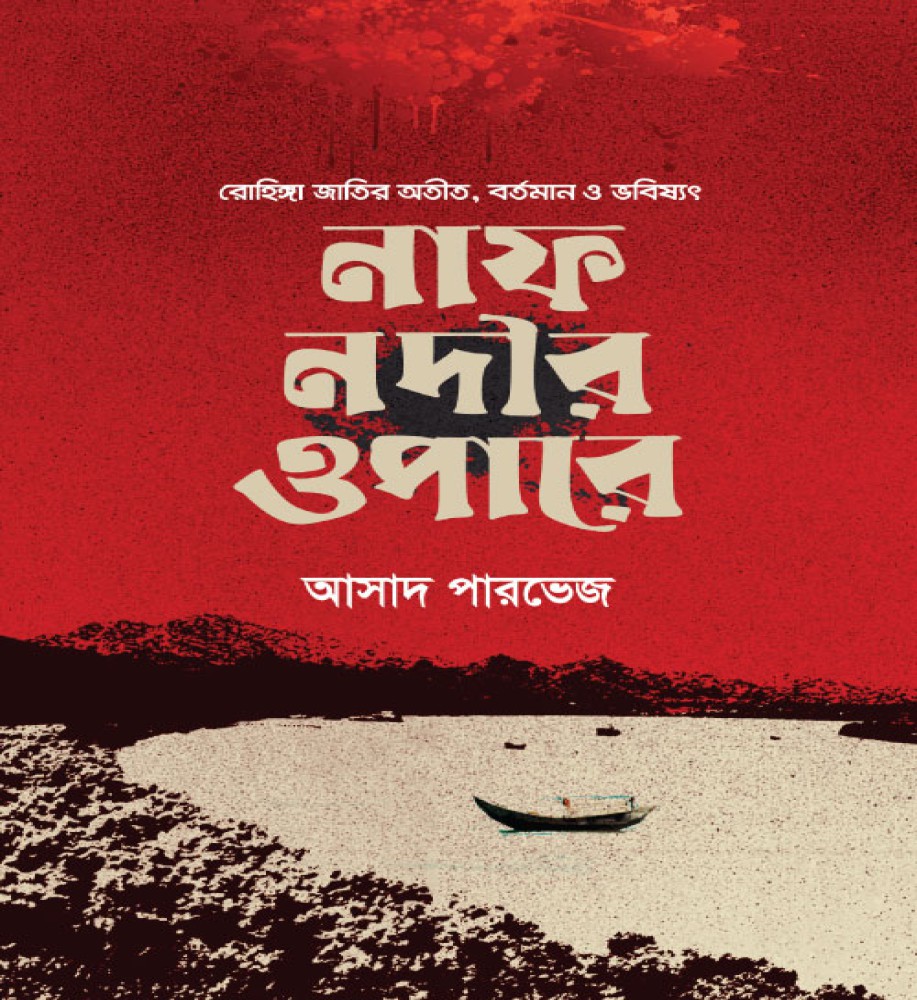 রোহিঙ্গা জাতির অতীত, বর্তমান ও ভবিষ্যৎ
নাফ
নদীর
ওপারে
আসাদ পারভেজ